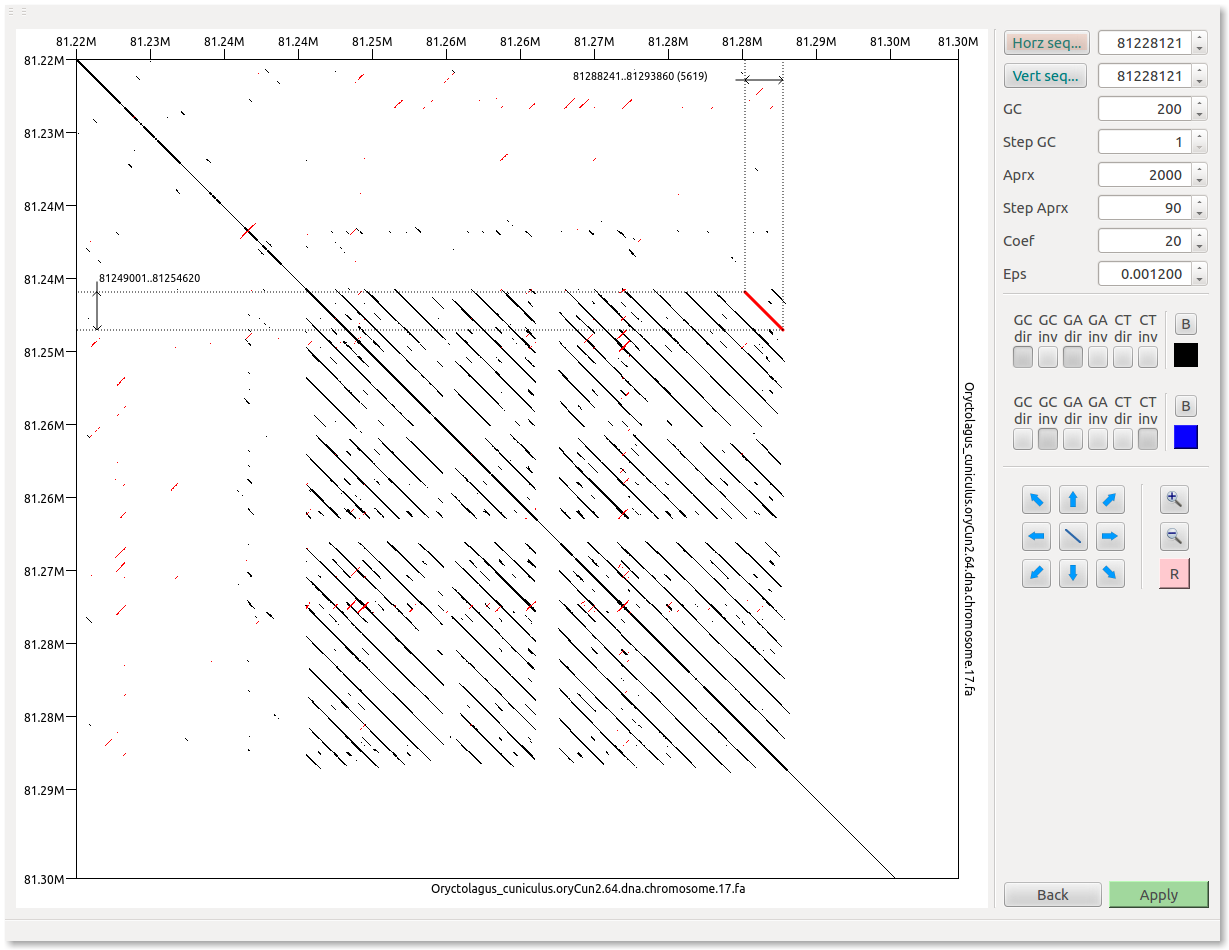 81.22M 81.23M 81.24M 81.24M 81.25M 81.26M 81.26M 81.27M 81.28M 81.28M 81.29M 81.30M 81.30M
81.22M
81288241..81293860 (5619)
81.23M
81.24M
81.24M
81249001..81254620
81.25M
81.26M
81.26M
81.27M
81.28M
81.28M
81.29M
81.30M
Oryctolagus_cuniculus.oryCun2.64.dna.chromosome.17.fa
Oryctolagus_cuniculus.oryCun2.64.dna.chromosome.17.fa
Horz seq... 81228121
Vert seq... 81228121
GC 200
Step GC 1
Aprx 2000
Step Aprx 90
Coef 20
Eps 0.001200
GC GC GA GA CT CT
dir inv dir inv dir inv
B
GC GC GA GA CT CT
dir inv dir inv dir inv
B
R
Back Apply